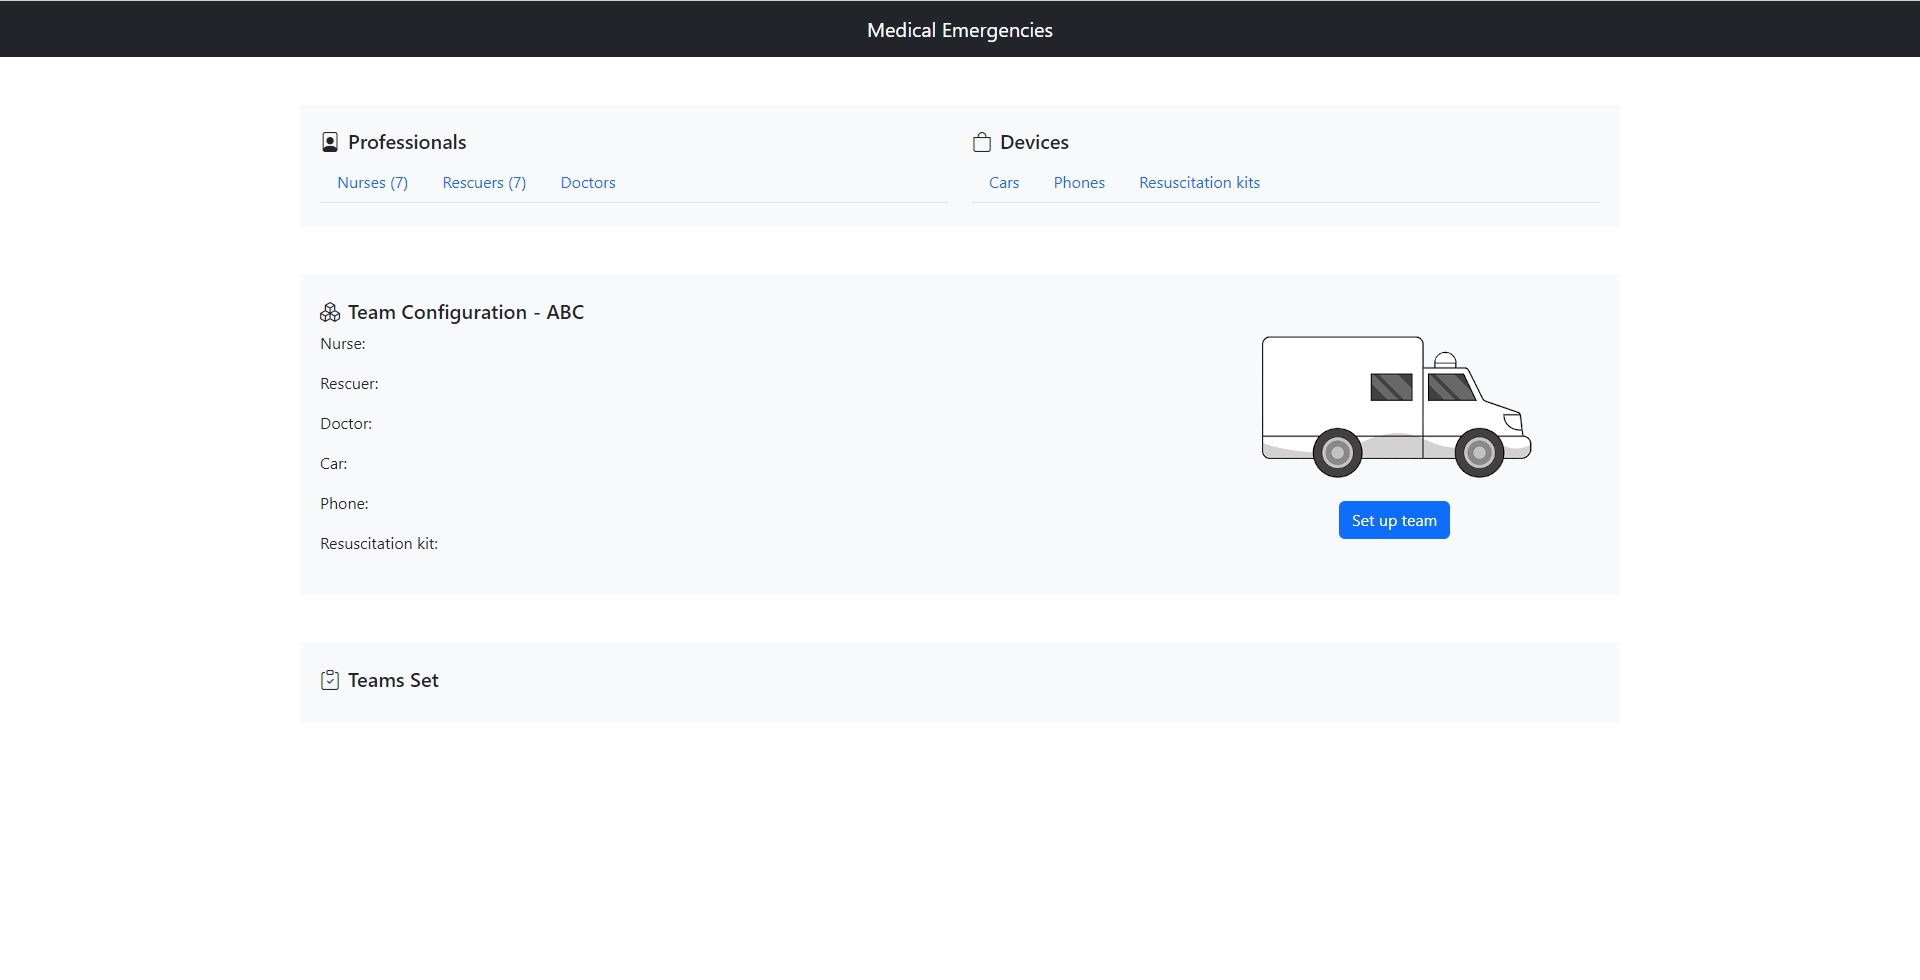 Medical Emergencies
Professionals
Nurses (7) Rescuers (7) Doctors
Devices
Cars Phones Resuscitation kits
Team Configuration - ABC
Nurse:
Rescuer:
Doctor:
Car:
Phone:
Resuscitation kit:
Set up team
Teams Set